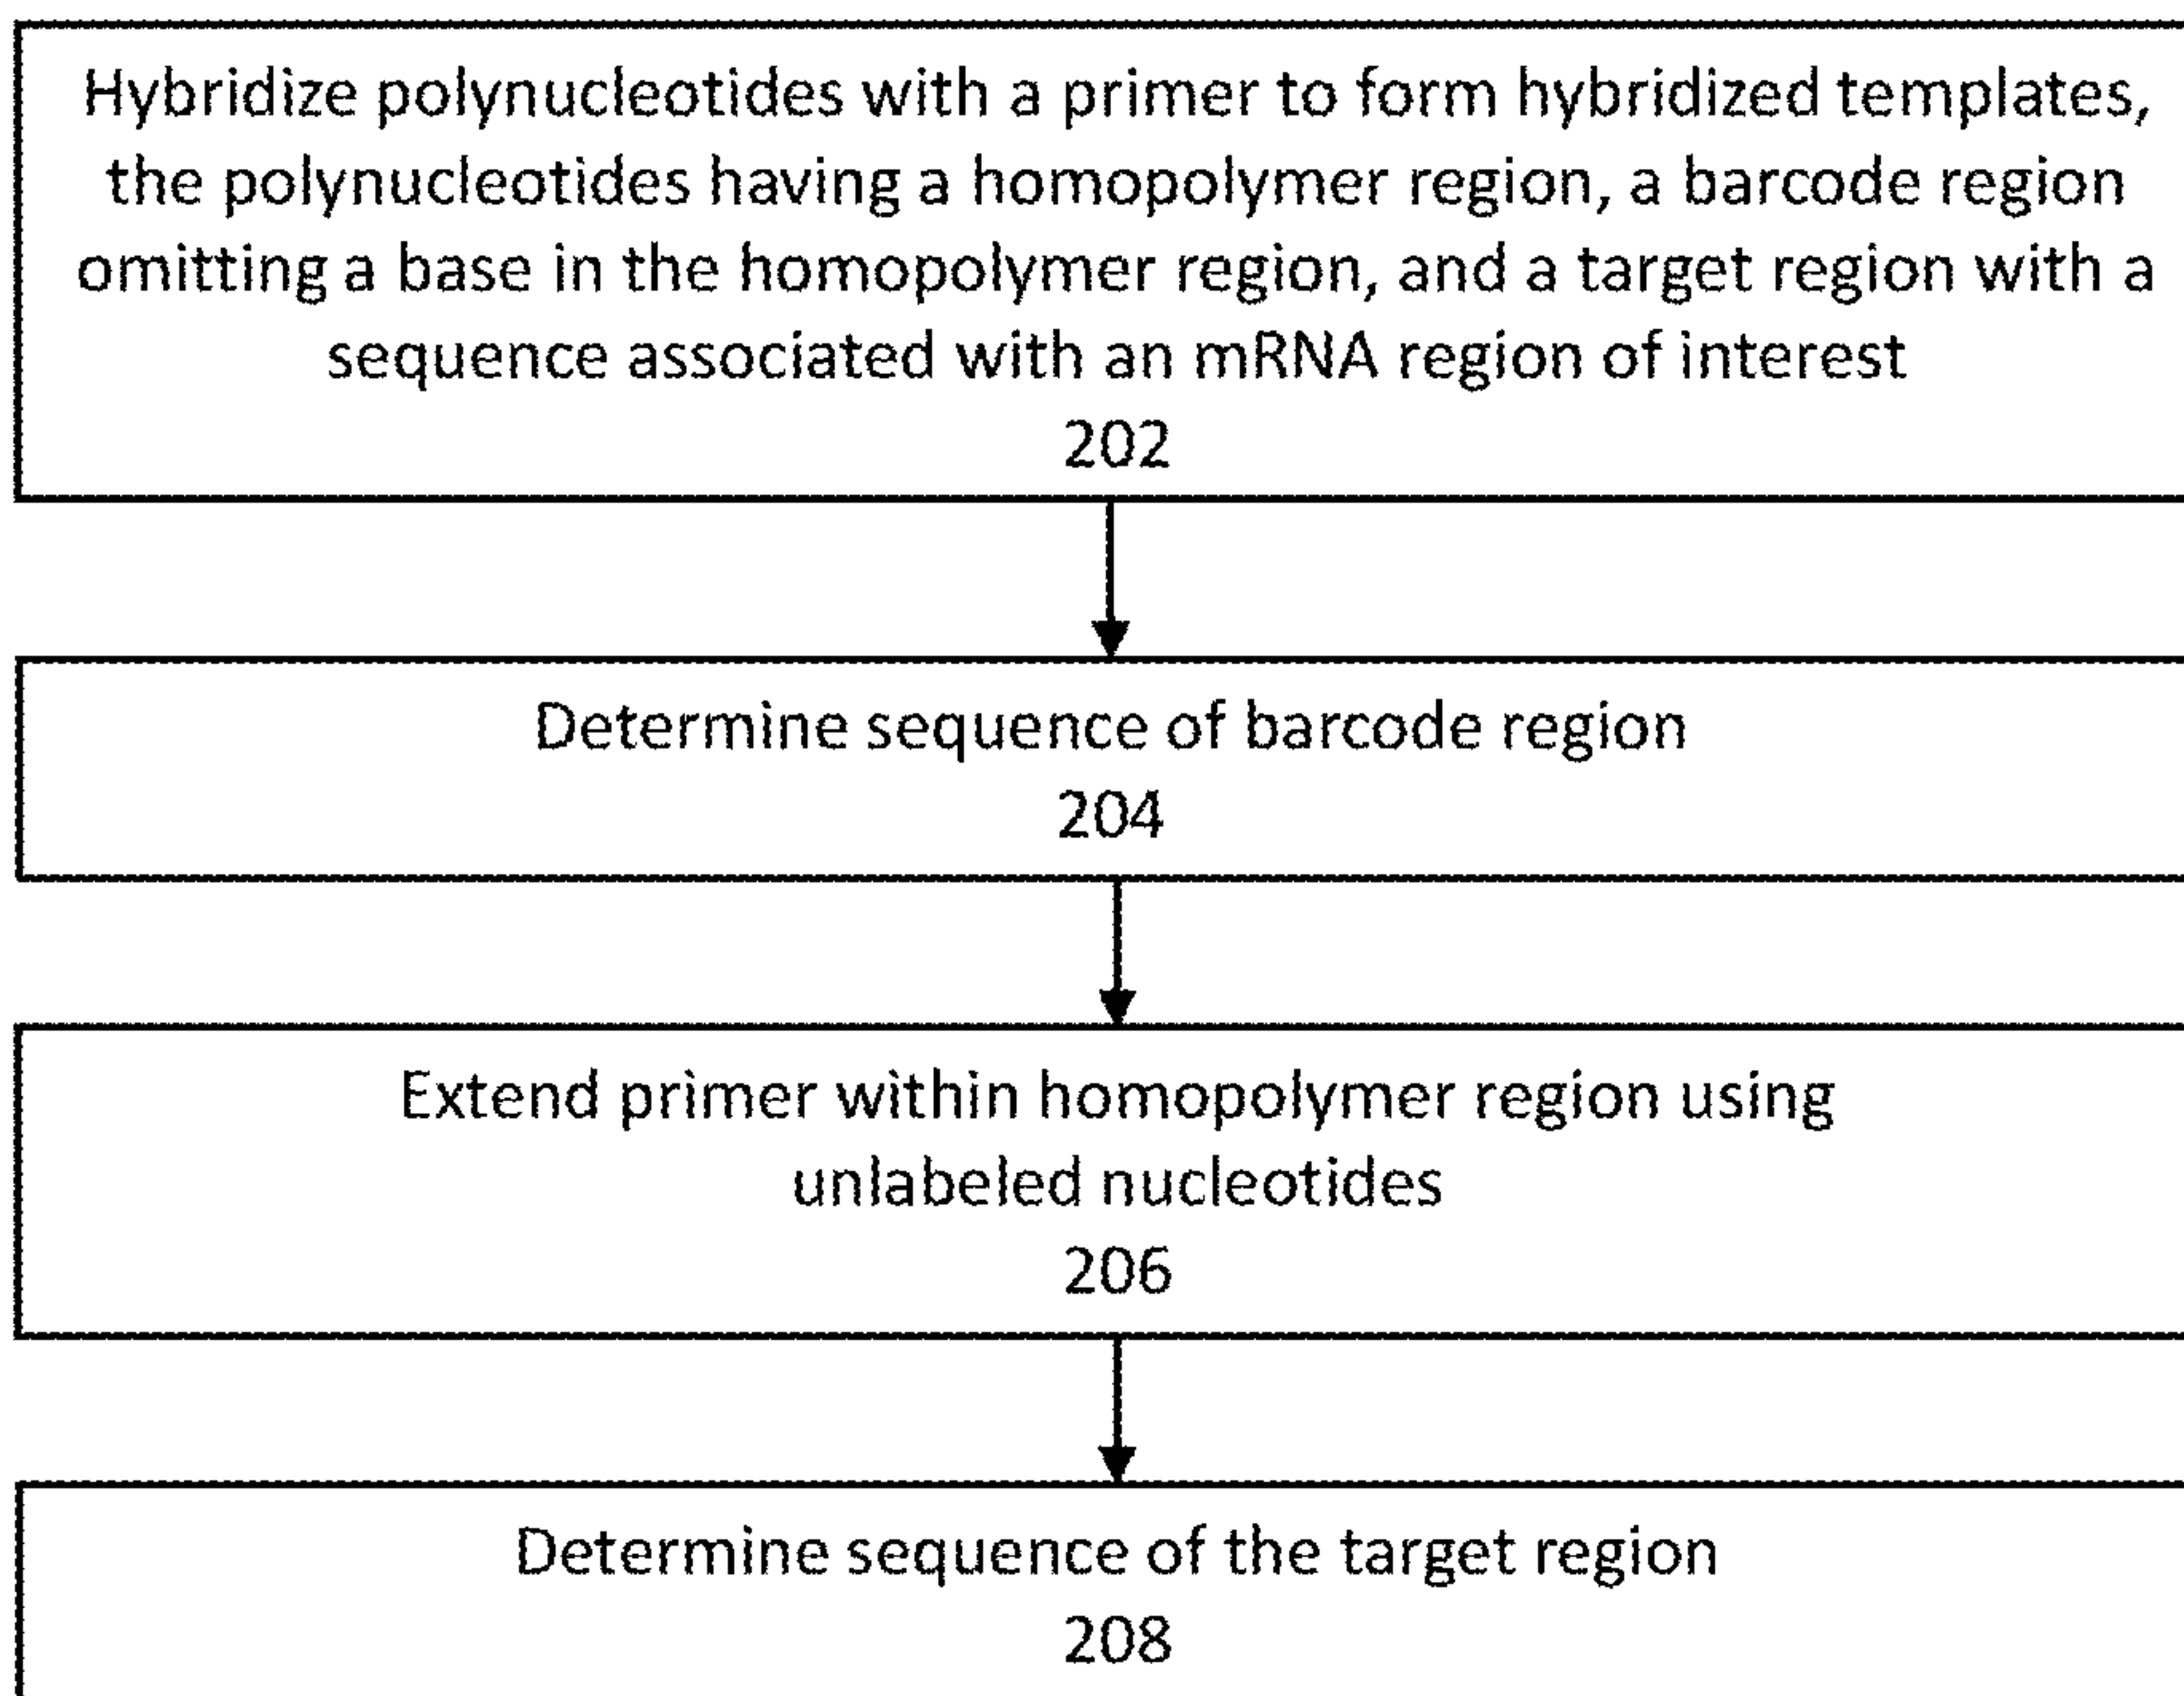 Hybridize polynucleotides with a primer to form hybridized templates,
the polynucleotides having a homopolymer region, a barcode region
omitting a base in the homopolymer region, and a target region with a
sequence associated with an mRNA region of interest
202
Determine sequence of barcode region
204
Extend primer within homopolymer region using
unlabeled nucleotides
206
Determine sequence of the target region
208